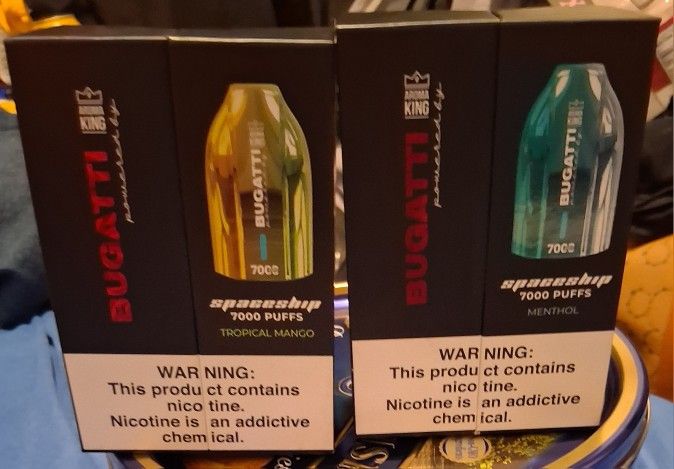 AROMA
KING
BUGATTI
powered by
BUGATTI
7000
spaceship
7000 PUFFS
TROPICAL MANGO
WARNING:
This product contains
nicotine.
Nicotine is an addictive
chemical.
AROMA
KING
BUGATTI
powered by
BUGATTI
7000
spaceship
7000 PUFFS
MENTHOL
WARNING:
This product contains
nicotine.
Nicotine is an addictive
chemical.